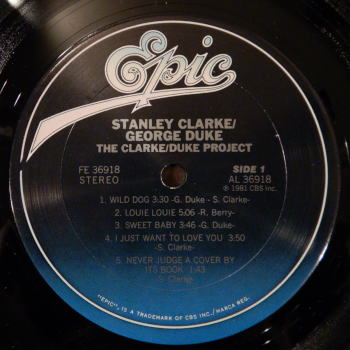 Epic
STANLEY CLARKE/
GEORGE DUKE
THE CLARKE/DUKE PROJECT
FE 36918
STEREO
SIDE 1
AL 36918
℗ 1981 CBS Inc.
1. WILD DOG 3:30 -G. Duke - S. Clarke-
2. LOUIE LOUIE 5:06 -R. Berry-
3. SWEET BABY 3:46 -G. Duke-
4. I JUST WANT TO LOVE YOU 3:50
-S. Clarke-
5. NEVER JUDGE A COVER BY
ITS BOOK 1:43
S. Clarke
"EPIC", IS A TRADEMARK OF CBS INC./MARCA REG.